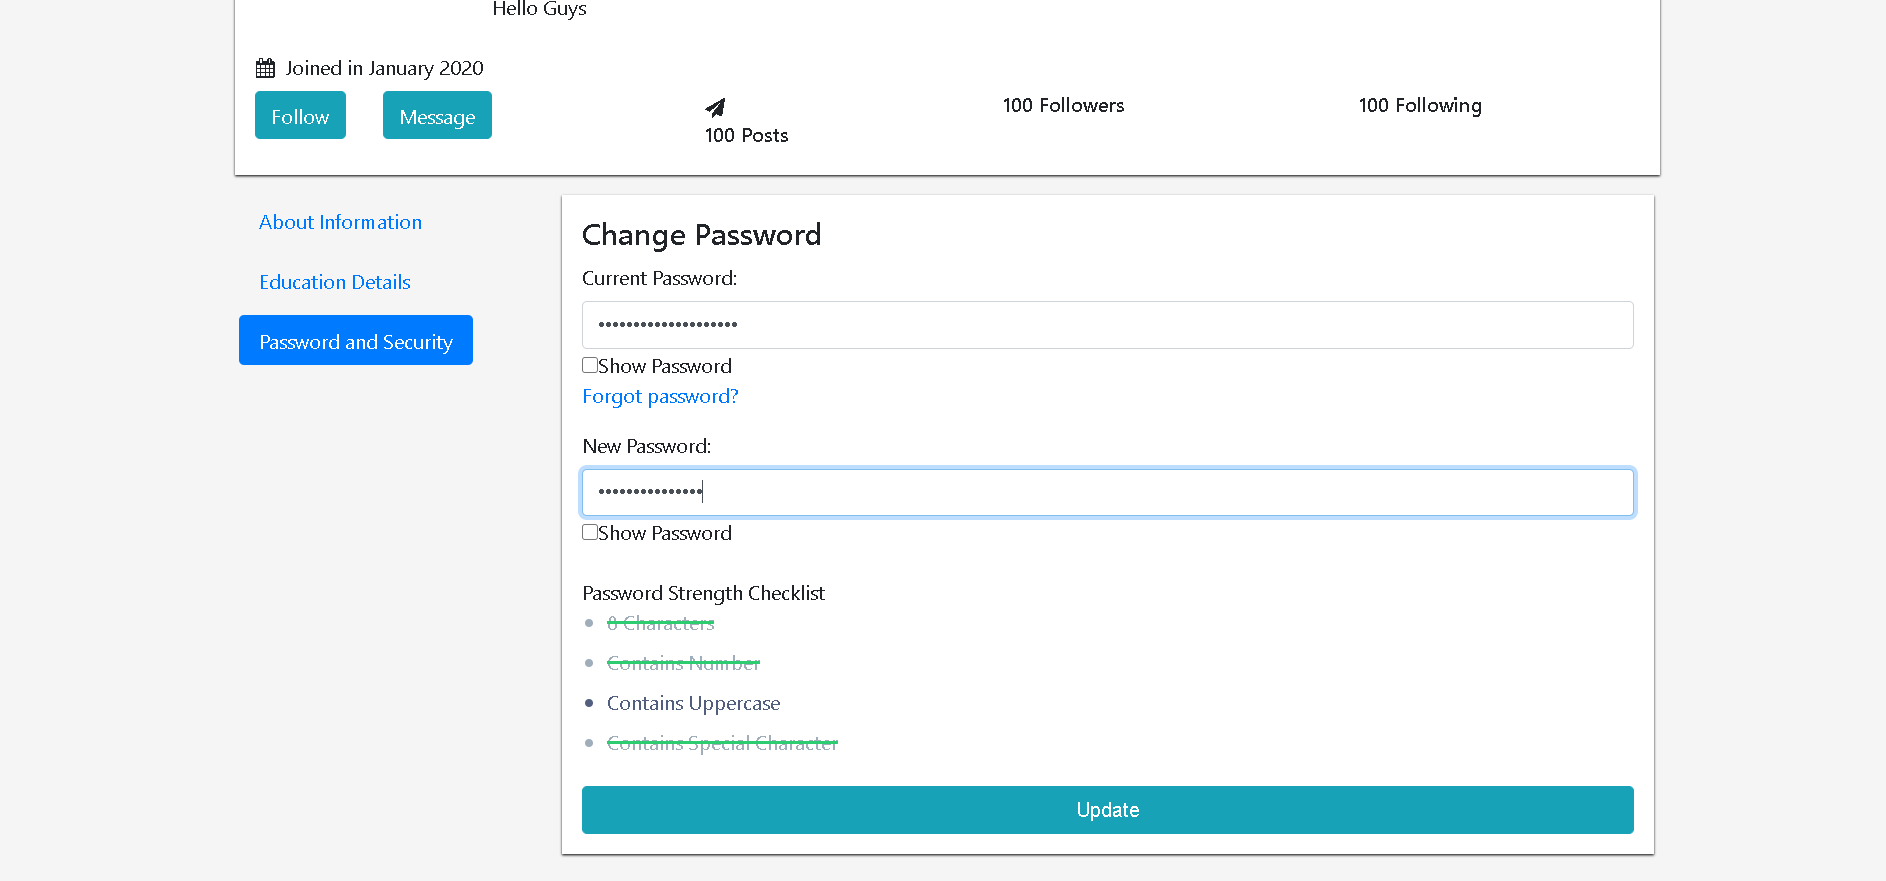 Hello Guys
Joined in January 2020
Follow
Message
100 Posts
100 Followers
100 Following
About Information
Education Details
Password and Security
Change Password
Current Password:
••••••••••••••••••••
Show Password
Forgot password?
New Password:
•••••••••••••••
Show Password
Password Strength Checklist
8 Characters
Contains Number
Contains Uppercase
Contains Special Character
Update